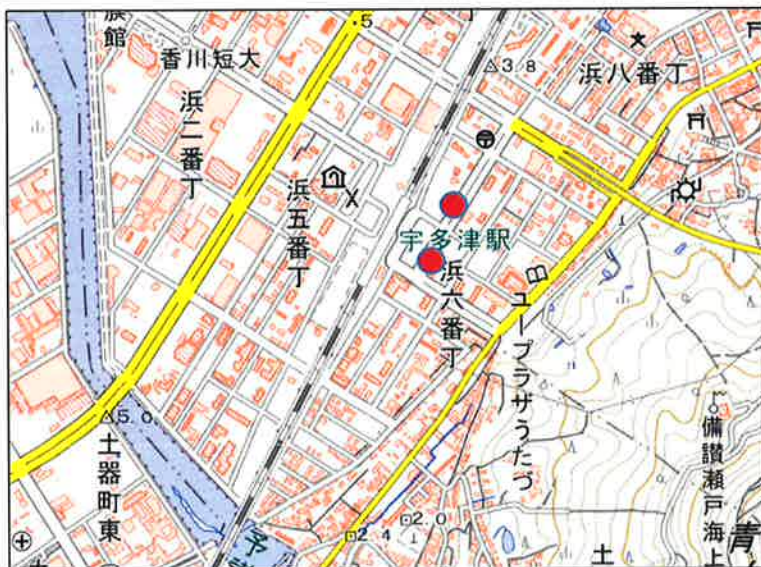 族館
.5
香川短大
△3.8
浜八番丁
浜二番丁
浜五番丁
宇多津駅
浜六番丁
ユープラザうたづ
△5.0
土器町東
備讃瀬戸海上
2.0
2.4
予
青
土